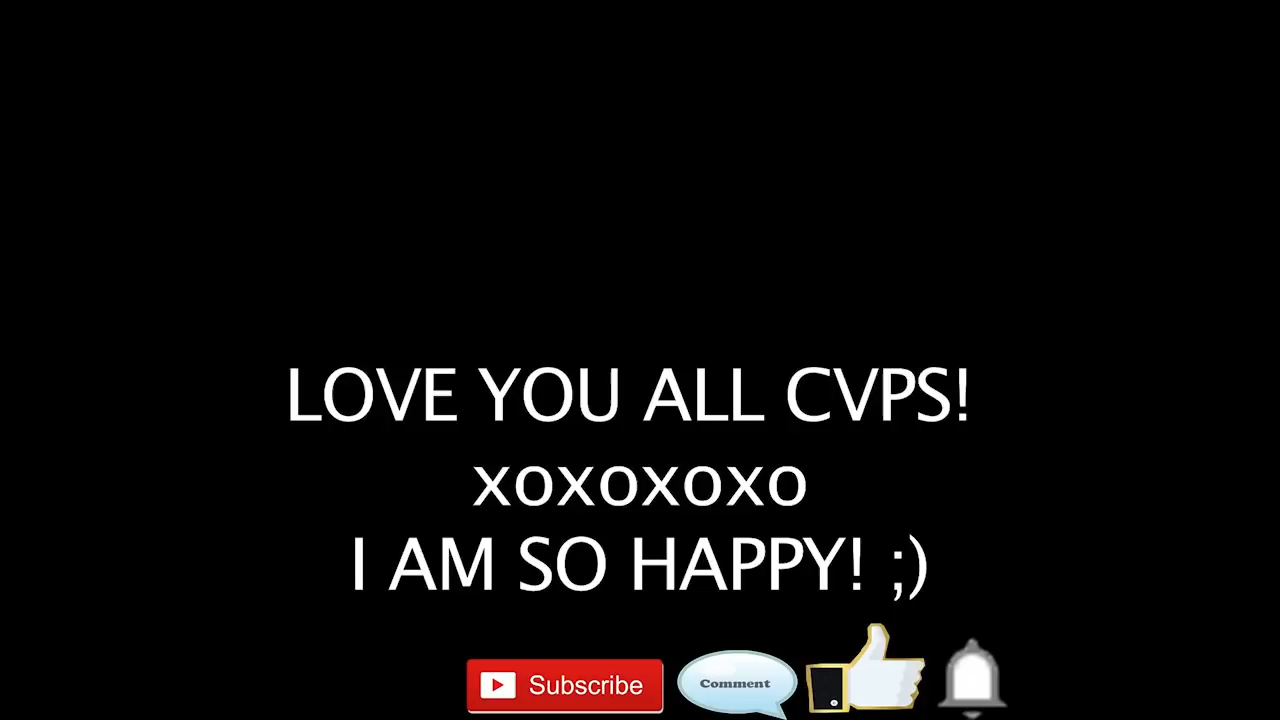 LOVE YOU ALL CVPS!
xoxoxoxo
I AM SO HAPPY! ;)
Subscribe
Comment